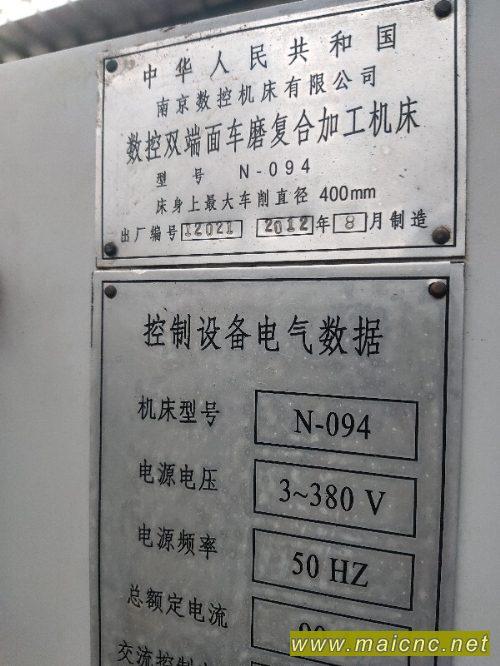 中华人民共和国
南京数控机床有限公司
数控双端面车磨复合加工机床
型 号 N-094
床身上最大车削直径 400mm
出厂编号 12021 2012 年 8 月制造
控制设备电气数据
机床型号 N-094
电源电压 3~380 V
电源频率 50 HZ
总额定电流
交流控制
www.maicnc.net